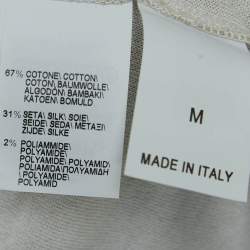 67% COTONE/ COTTON/
COTON/ BAUMWOLLE/
ALGODON/ BAMBAKI/
KATOEN/ BOMULD
31% SETA/ SILK/ SOIE/
SEIDE/ SEDA/ ΜΕΤΑΞΙ/
ZIJDE/ SILKE
2% POLIAMMIDE/
POLYAMIDE/
POLYAMIDE/ POLYAMID/
POLIAMIDA/ΠΟΛΥΑΜΙΔΗ
/ POLYAMIDE/
POLYAMID
M
MADE IN ITALY